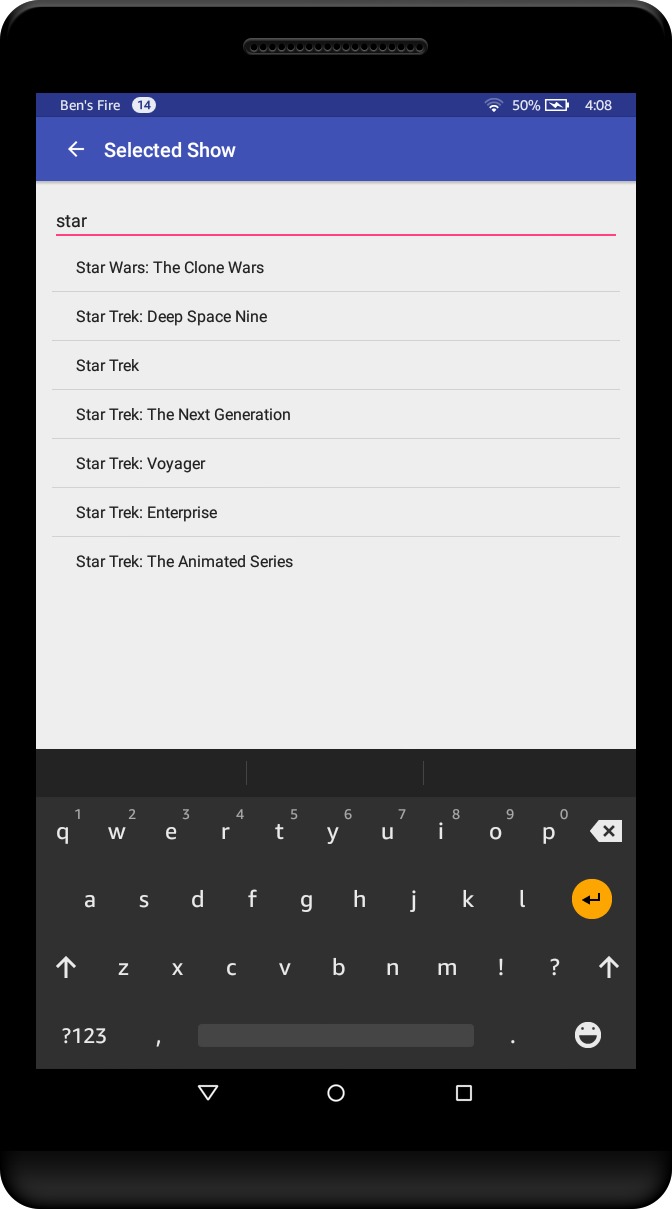 Ben's Fire 14 50% 4:08
Selected Show
star
Star Wars: The Clone Wars
Star Trek: Deep Space Nine
Star Trek
Star Trek: The Next Generation
Star Trek: Voyager
Star Trek: Enterprise
Star Trek: The Animated Series
1 2 3 4 5 6 7 8 9 0
q w e r t y u i o p
a s d f g h j k l
z x c v b n m ! ?
?123 , .